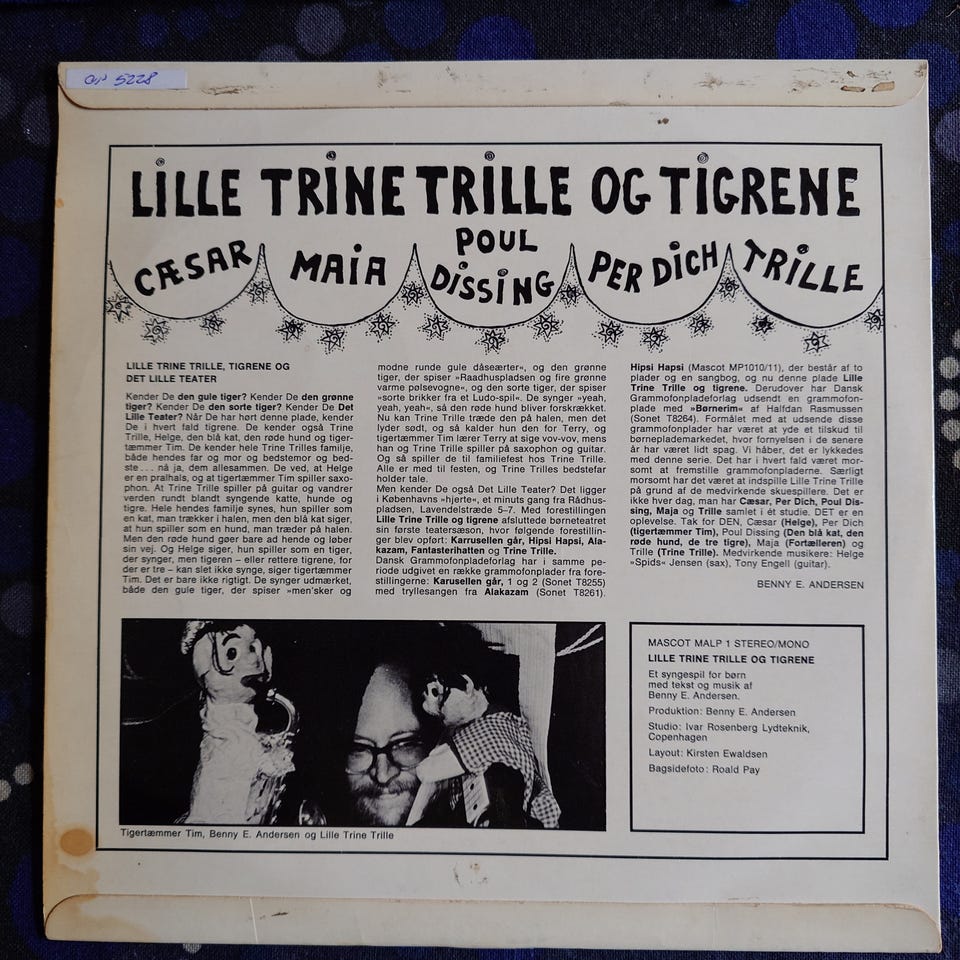 LILLE TRINE TRILLE OG TIGRENE
CÆSAR
MAIA
POUL
DISSING
PER DICH
TRILLE
LILLE TRINE TRILLE, TIGRENE OG
DET LILLE TEATER
Kender De den gule tiger? Kender De den grønne
tiger? Kender De den sorte tiger? Kender De Det
Lille Teater? Når De har hørt denne plade, kender
De i hvert fald tigrene. De kender også Trine
Trille, Helge, den blå kat, den røde hund og tiger-
tæmmer Tim. De kender hele Trine Trilles familje,
både hendes far og mor og bedstemor og bed-
ste... nå ja, dem allesammen. De ved, at Helge
er en pralhals, og at tigertæmmer Tim spiller saxo-
phon. At Trine Trille spiller på guitar og vandrer
verden rundt blandt syngende katte, hunde og
tigre. Hele hendes familje synes, hun spiller som
en kat, man trækker i halen, men den blå kat siger,
at hun spiller som en hund, man træder på halen.
Men den røde hund gøer bare ad hende og løber
sin vej. Og Helge siger, hun spiller som en tiger,
der synger, men tigeren – eller rettere tigrene, for
der er tre – kan slet ikke synge, siger tigertæmmer
Tim. Det er bare ikke rigtigt. De synger udmærket,
både den gule tiger, der spiser »men'sker og
modne runde gule dåseærter«, og den grønne
tiger, der spiser »Raadhuspladsen og fire grønne
varme pølsevogne«, og den sorte tiger, der spiser
»sorte brikker fra et Ludo-spil«. De synger »yeah,
yeah, yeah«, så den røde hund bliver forskrækket.
Nu kan Trine Trille træde den på halen, men det
lyder sødt, og så kalder hun den for Terry, og
tigertæmmer Tim lærer Terry at sige vov-vov, mens
han og Trine Trille spiller på saxophon og guitar.
Og så spiller de til familiefest hos Trine Trille.
Alle er med til festen, og Trine Trilles bedstefar
holder tale.
Men kender De også Det Lille Teater? Det ligger
i Københavns »hjerte«, et minuts gang fra Rådhus-
pladsen, Lavendelstræde 5–7. Med forestillingen
Lille Trine Trille og tigrene afsluttede børneteatret
sin første teatersæson, hvor følgende forestillin-
ger blev opført: Karrusellen går, Hipsi Hapsi, Ala-
kazam, Fantasterihatten og Trine Trille.
Dansk Grammofonpladeforlag har i samme pe-
riode udgivet en række grammofonplader fra fore-
stillingerne: Karusellen går, 1 og 2 (Sonet T8255)
med tryllesangen fra Alakazam (Sonet T8261).
Hipsi Hapsi (Mascot MP1010/11), der består af to
plader og en sangbog, og nu denne plade Lille
Trine Trille og tigrene. Derudover har Dansk
Grammofonpladeforlag udsendt en grammofon-
plade med »Børnerim« af Halfdan Rasmussen
(Sonet T8264). Formålet med at udsende disse
grammofonplader har været at yde et tilskud til
børneplademarkedet, hvor fornyelsen i de senere
år har været lidt spag. Vi håber, det er lykkedes
med denne serie. Det har i hvert fald været mor-
somt at fremstille grammofonpladerne. Særligt
morsomt har det været at indspille Lille Trine Trille
på grund af de medvirkende skuespillere. Det er
ikke hver dag, man har Cæsar, Per Dich, Poul Dis-
sing, Maja og Trille samlet i ét studie. DET er en
oplevelse. Tak for DEN, Cæsar (Helge), Per Dich
(tigertæmmer Tim), Poul Dissing (Den blå kat, den
røde hund, de tre tigre), Maja (Fortælleren) og
Trille (Trine Trille). Medvirkende musikere: Helge
»Spids« Jensen (sax), Tony Engell (guitar).
BENNY E. ANDERSEN
Tigertæmmer Tim, Benny E. Andersen og Lille Trine Trille
MASCOT MALP 1 STEREO/MONO
LILLE TRINE TRILLE OG TIGRENE
Et syngespil for børn
med tekst og musik af
Benny E. Andersen.
Produktion: Benny E. Andersen
Studio: Ivar Rosenberg Lydteknik,
Copenhagen
Layout: Kirsten Ewaldsen
Bagsidefoto: Roald Pay